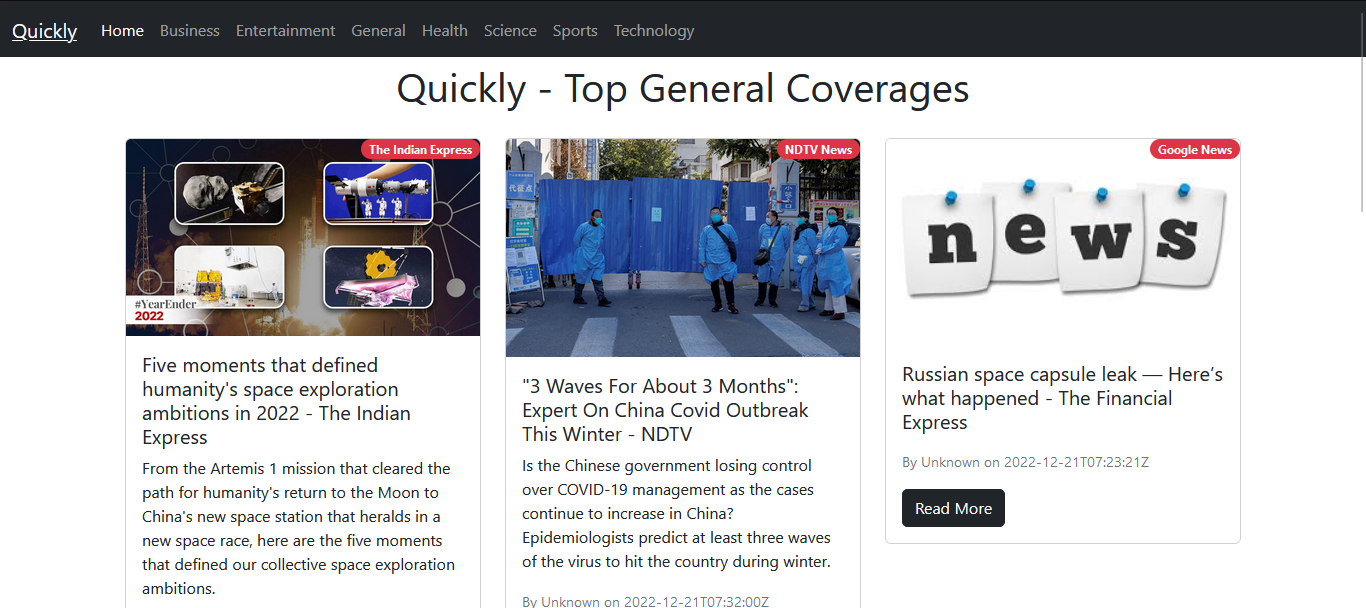 Quickly Home Business Entertainment General Health Science Sports Technology
Quickly - Top General Coverages
The Indian Express
#YearEnder
2022
Five moments that defined
humanity's space exploration
ambitions in 2022 - The Indian
Express
From the Artemis 1 mission that cleared the
path for humanity's return to the Moon to
China's new space station that heralds in a
new space race, here are the five moments
that defined our collective space exploration
ambitions.
NDTV News
代征点
"3 Waves For About 3 Months":
Expert On China Covid Outbreak
This Winter - NDTV
Is the Chinese government losing control
over COVID-19 management as the cases
continue to increase in China?
Epidemiologists predict at least three waves
of the virus to hit the country during winter.
By Unknown on 2022-12-21T07:32:00Z
Google News
news
Russian space capsule leak — Here’s
what happened - The Financial
Express
By Unknown on 2022-12-21T07:23:21Z
Read More